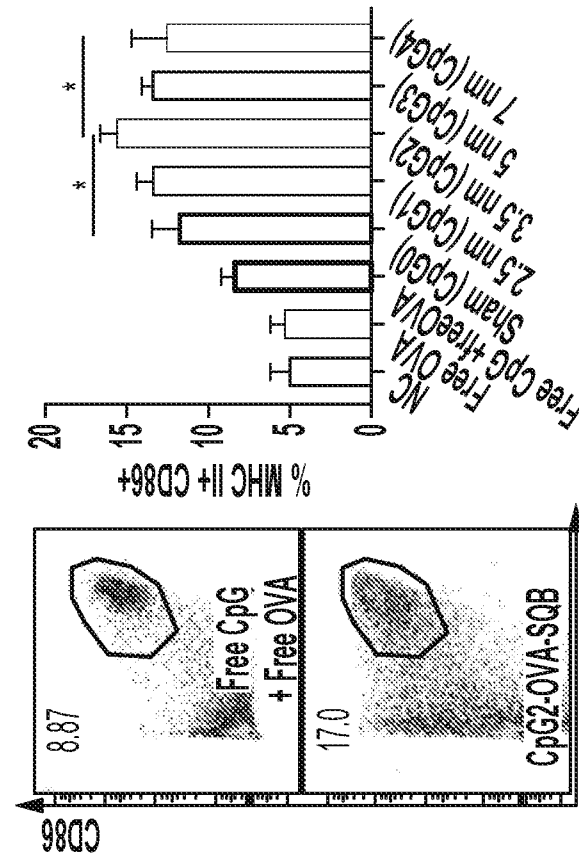 CD86
8.87
Free CpG
+ Free OVA
17.0
CpG2-OVA-SQB
% MHC II+ CD86+
20
15
10
5
0
*
*
NC
Free OVA
Free CpG +freeOVA
Sham (CpG0)
2.5 nm (CpG1)
3.5 nm (CpG2)
5 nm (CpG3)
7 nm (CpG4)